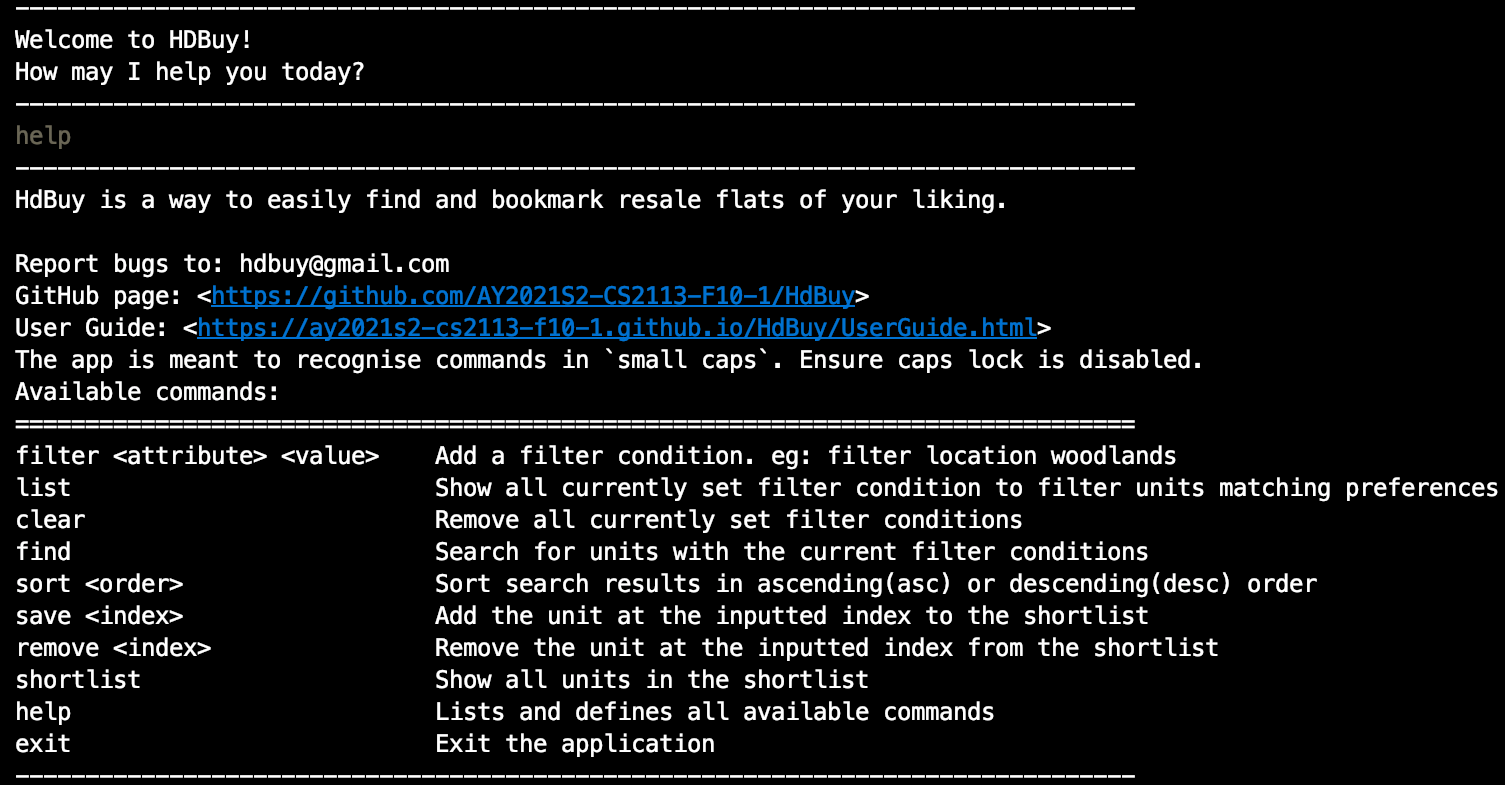 Welcome to HDBuy!
How may I help you today?
help
HdBuy is a way to easily find and bookmark resale flats of your liking.
Report bugs to: hdbuy@gmail.com
GitHub page: <https://github.com/AY2021S2-CS2113-F10-1/HdBuy>
User Guide: <https://ay2021s2-cs2113-f10-1.github.io/HdBuy/UserGuide.html>
The app is meant to recognise commands in `small caps`. Ensure caps lock is disabled.
Available commands:
filter <attribute> <value>    Add a filter condition. eg: filter location woodlands
list                          Show all currently set filter condition to filter units matching preferences
clear                         Remove all currently set filter conditions
find                          Search for units with the current filter conditions
sort <order>                  Sort search results in ascending(asc) or descending(desc) order
save <index>                  Add the unit at the inputted index to the shortlist
remove <index>                Remove the unit at the inputted index from the shortlist
shortlist                     Show all units in the shortlist
help                          Lists and defines all available commands
exit                          Exit the application